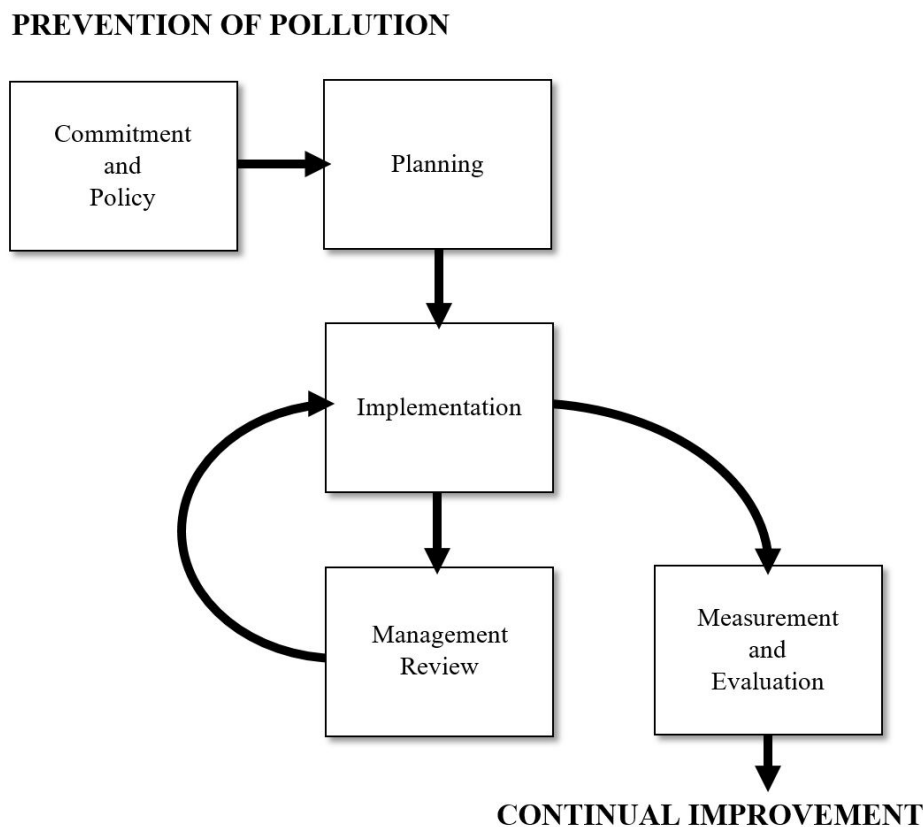 PREVENTION OF POLLUTION
Commitment
and
Policy
Planning
Implementation
Management
Review
Measurement
and
Evaluation
CONTINUAL IMPROVEMENT